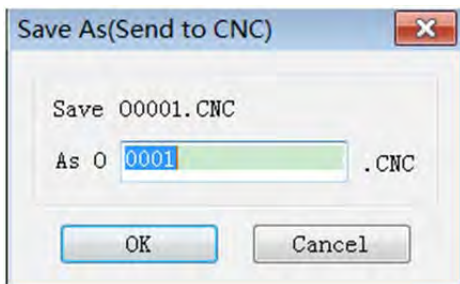 Save As(Send to CNC)
Save O0001.CNC
As O 0001 .CNC
OK Cancel